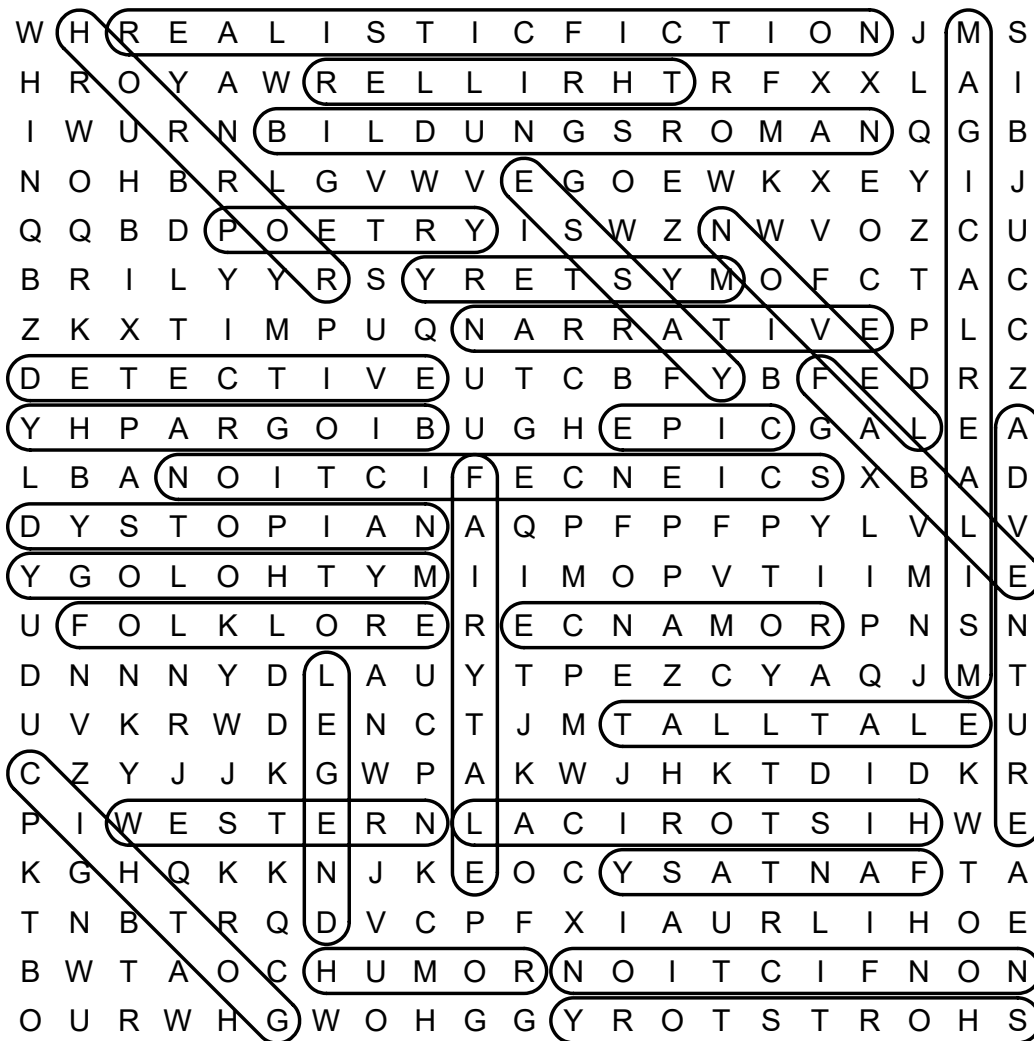 W H R E A L I S T I C F I C T I O N J M S
H R O Y A W R E L L I R H T R F X X L A I
I W U R N B I L D U N G S R O M A N Q G B
N O H B R L G V W V E G O E W K X E Y I J
Q Q B D P O E T R Y I S W Z N W V O Z C U
B R I L Y Y R S Y R E T S Y M O F C T A C
Z K X T I M P U Q N A R R A T I V E P L C
D E T E C T I V E U T C B F Y B F E D R Z
Y H P A R G O I B U G H E P I C G A L E A
L B A N O I T C I F E C N E I C S X B A D
D Y S T O P I A N A Q P F P F P Y L V L V
Y G O L O H T Y M I I M O P V T I I M I E
U F O L K L O R E R E C N A M O R P N S N
D N N N Y D L A U Y T P E Z C Y A Q J M T
U V K R W D E N C T J M T A L L T A L E U
C Z Y J J K G W P A K W J H K T D I D K R
P I W E S T E R N L A C I R O T S I H W E
K G H Q K K N J K E O C Y S A T N A F T A
T N B T R Q D V C P F X I A U R L I H O E
B W T A O C H U M O R N O I T C I F N O N
O U R W H G W O H G G Y R O T S T R O H S